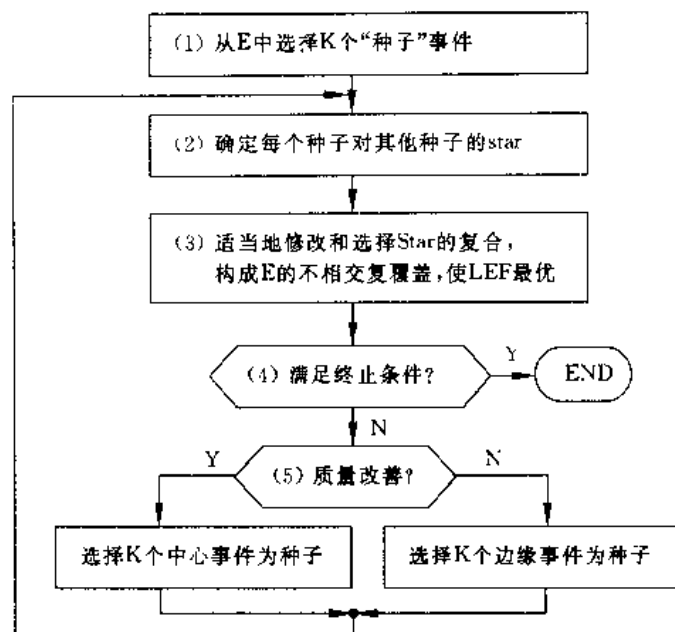 (1) 从E中选择K个“种子”事件
(2) 确定每个种子对其他种子的star
(3) 适当地修改和选择Star的复合，
构成E的不相交复覆盖，使LEF最优
(4) 满足终止条件？
Y
END
N
Y
(5) 质量改善？
N
选择K个中心事件为种子
选择K个边缘事件为种子